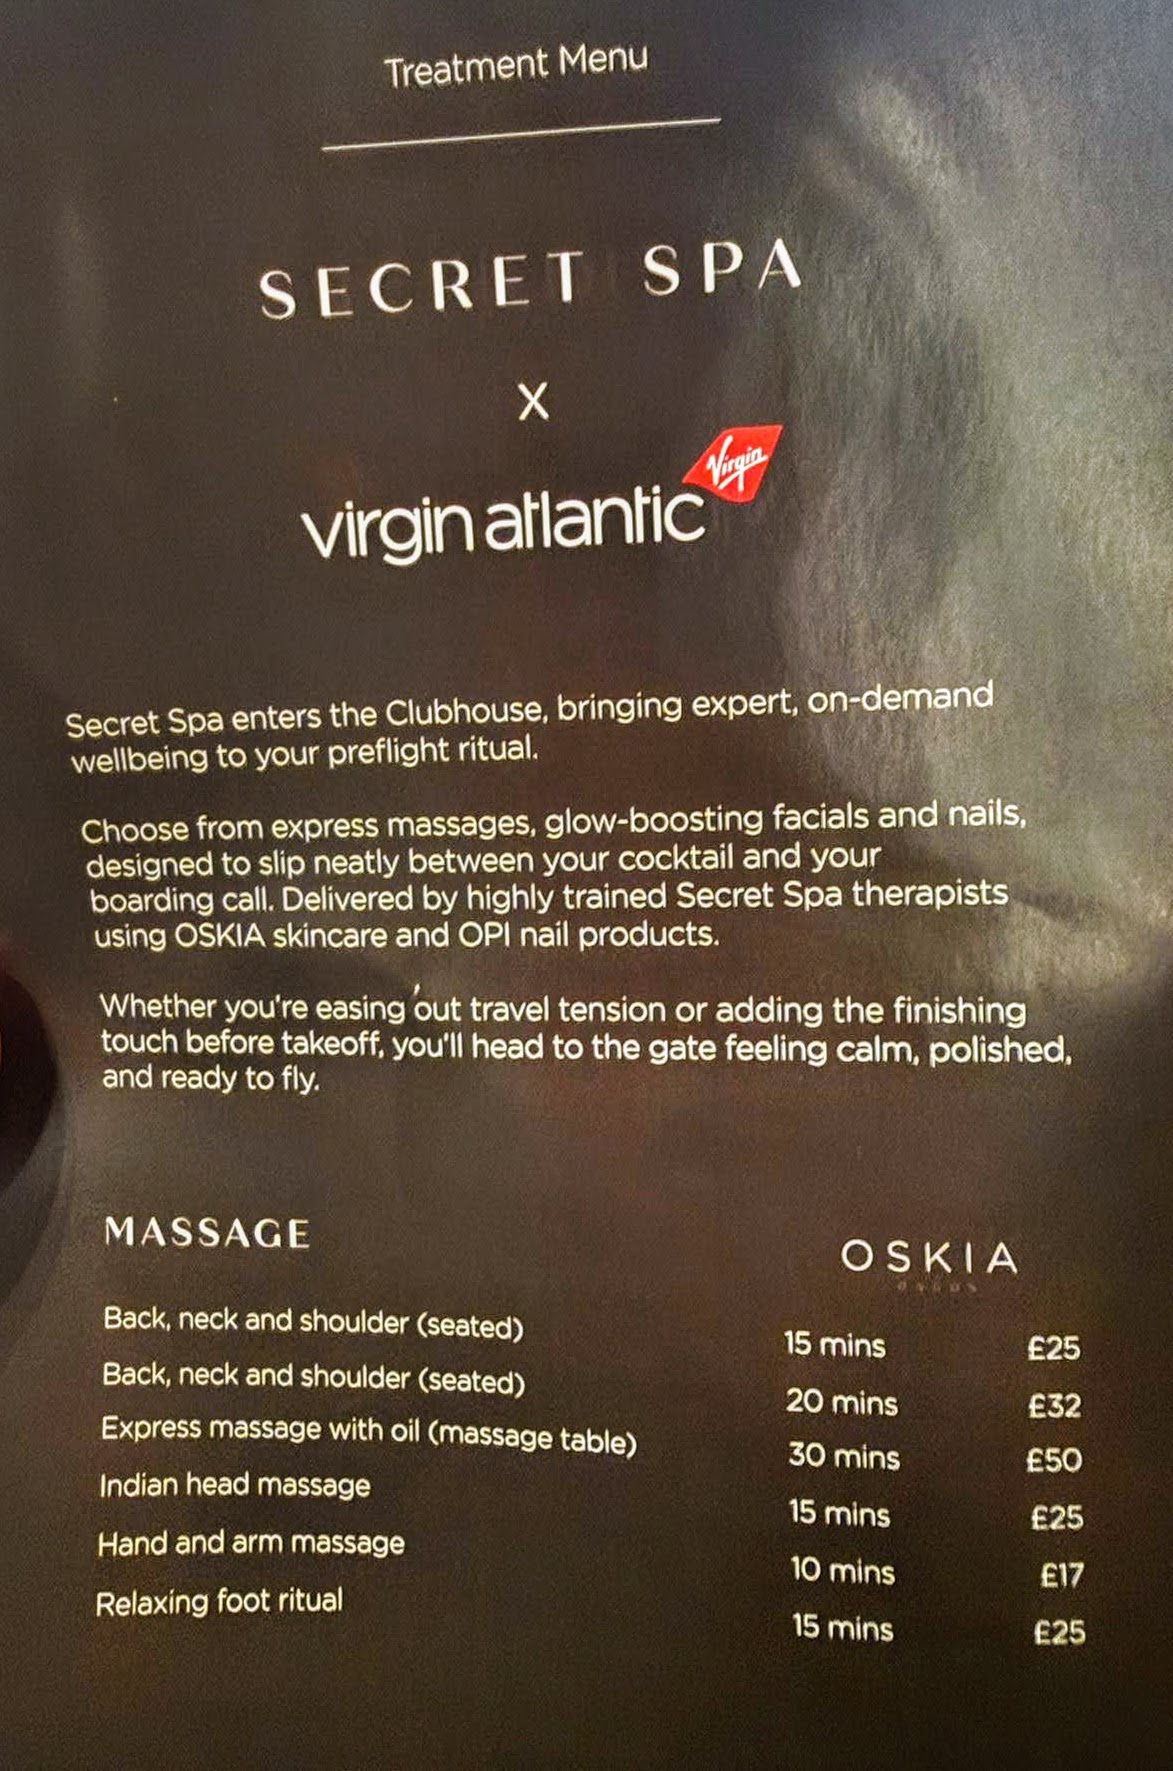 Treatment Menu
SECRET SPA
X
Virgin
virgin atlantic
Secret Spa enters the Clubhouse, bringing expert, on-demand
wellbeing to your preflight ritual.
Choose from express massages, glow-boosting facials and nails,
designed to slip neatly between your cocktail and your
boarding call. Delivered by highly trained Secret Spa therapists
using OSKIA skincare and OPI nail products.
Whether you're easing out travel tension or adding the finishing
touch before takeoff, you'll head to the gate feeling calm, polished,
and ready to fly.
MASSAGE
OSKIA
Back, neck and shoulder (seated) 15 mins £25
Back, neck and shoulder (seated) 20 mins £32
Express massage with oil (massage table) 30 mins £50
Indian head massage 15 mins £25
Hand and arm massage 10 mins £17
Relaxing foot ritual 15 mins £25